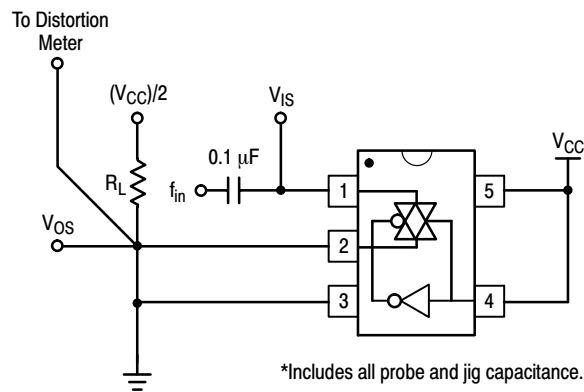 To Distortion
Meter
(VCC)/2
VIS
VCC
0.1 μF
RL
fin
1
5
VOS
2
3
4
*Includes all probe and jig capacitance.